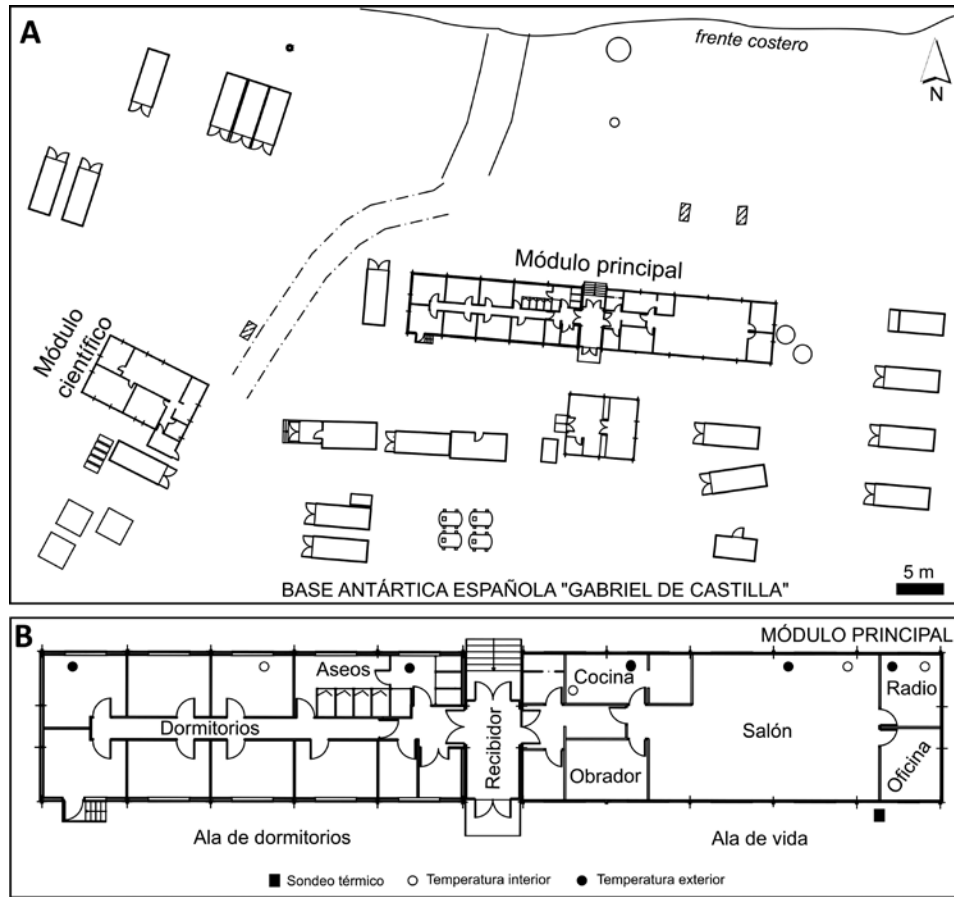 A
frente costero
N
Módulo principal
Módulo
científico
5 m
BASE ANTÁRTICA ESPAÑOLA "GABRIEL DE CASTILLA"
B
MÓDULO PRINCIPAL
Aseos
Cocina
Radio
Dormitorios
Recibidor
Salón
Obrador
Oficina
Ala de dormitorios
Ala de vida
Sondeo térmico
Temperatura interior
Temperatura exterior